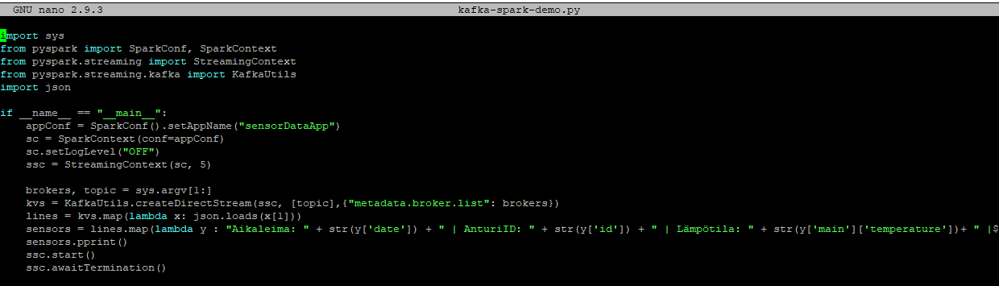 GNU nano 2.9.3 kafka-spark-demo.py
import sys
from pyspark import SparkConf, SparkContext
from pyspark.streaming import StreamingContext
from pyspark.streaming.kafka import KafkaUtils
import json
if __name__ == "__main__":
    appConf = SparkConf().setAppName("sensorDataApp")
    sc = SparkContext(conf=appConf)
    sc.setLogLevel("OFF")
    ssc = StreamingContext(sc, 5)
    brokers, topic = sys.argv[1:]
    kvs = KafkaUtils.createDirectStream(ssc, [topic],{"metadata.broker.list": brokers})
    lines = kvs.map(lambda x: json.loads(x[1]))
    sensors = lines.map(lambda y : "Aikaleima: " + str(y['date']) + " | AnturiID: " + str(y['id']) + " | Lämpötila: " + str(y['main']['temperature'])+ " |$
    sensors.pprint()
    ssc.start()
    ssc.awaitTermination()